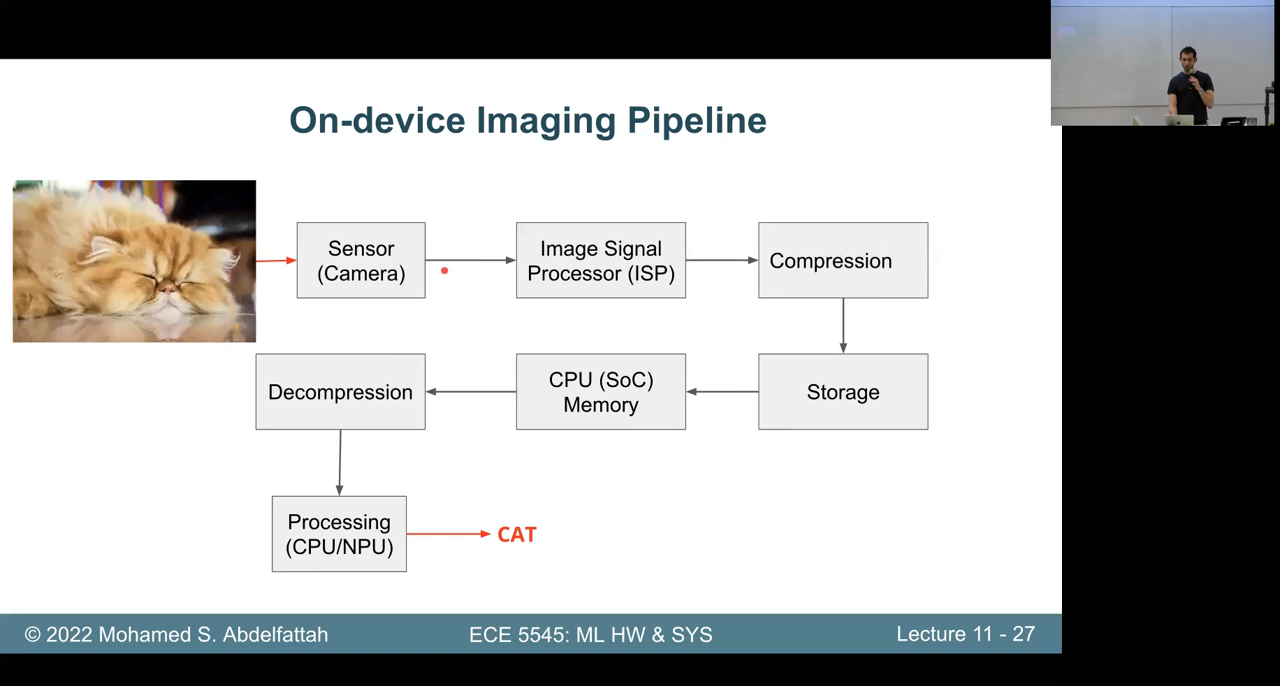 On-device Imaging Pipeline
Sensor
(Camera)
Image Signal
Processor (ISP)
Compression
Decompression
CPU (SoC)
Memory
Storage
Processing
(CPU/NPU)
CAT
© 2022 Mohamed S. Abdelfattah
ECE 5545: ML HW & SYS
Lecture 11 - 27